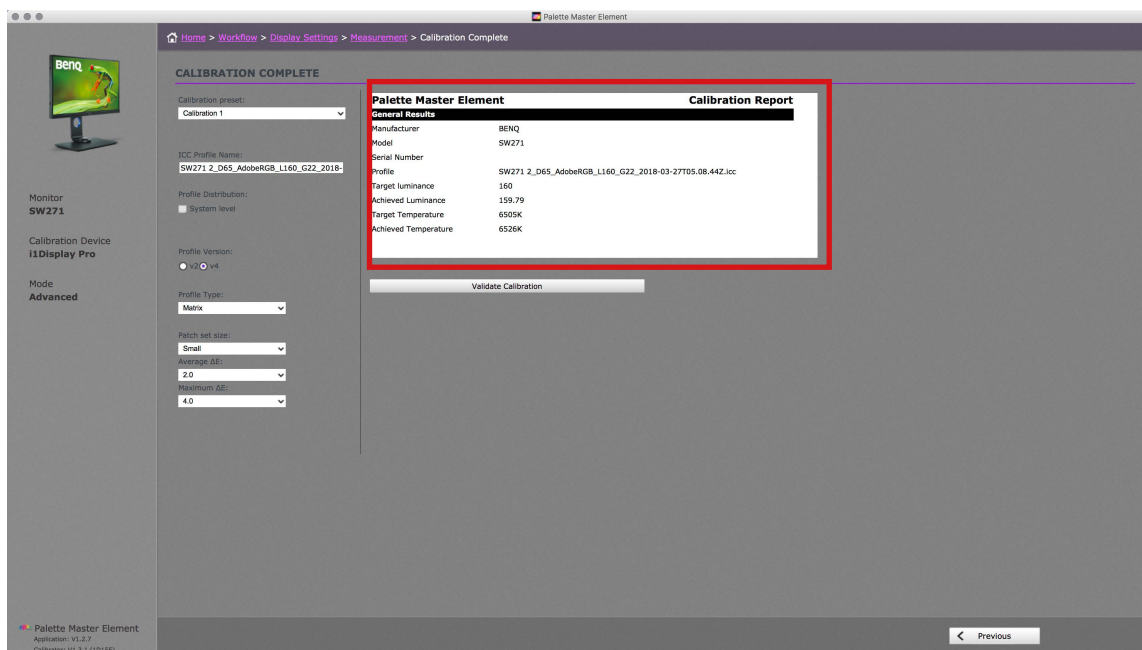 Palette Master Element
Home > Workflow > Display Settings > Measurement > Calibration Complete
BenQ
Monitor
SW271
Calibration Device
i1Display Pro
Mode
Advanced
CALIBRATION COMPLETE
Calibration preset:
Calibration 1
ICC Profile Name:
SW271 2_D65_AdobeRGB_L160_G22_2018-
Profile Distribution:
System level
Profile Version:
v2 v4
Profile Type:
Matrix
Patch set size:
Small
Average ΔE:
2.0
Maximum ΔE:
4.0
Palette Master Element Calibration Report
General Results
Manufacturer BENQ
Model SW271
Serial Number
Profile SW271 2_D65_AdobeRGB_L160_G22_2018-03-27T05.08.44Z.icc
Target luminance 160
Achieved Luminance 159.79
Target Temperature 6505K
Achieved Temperature 6526K
Validate Calibration
Palette Master Element
Application: V1.2.7
Previous